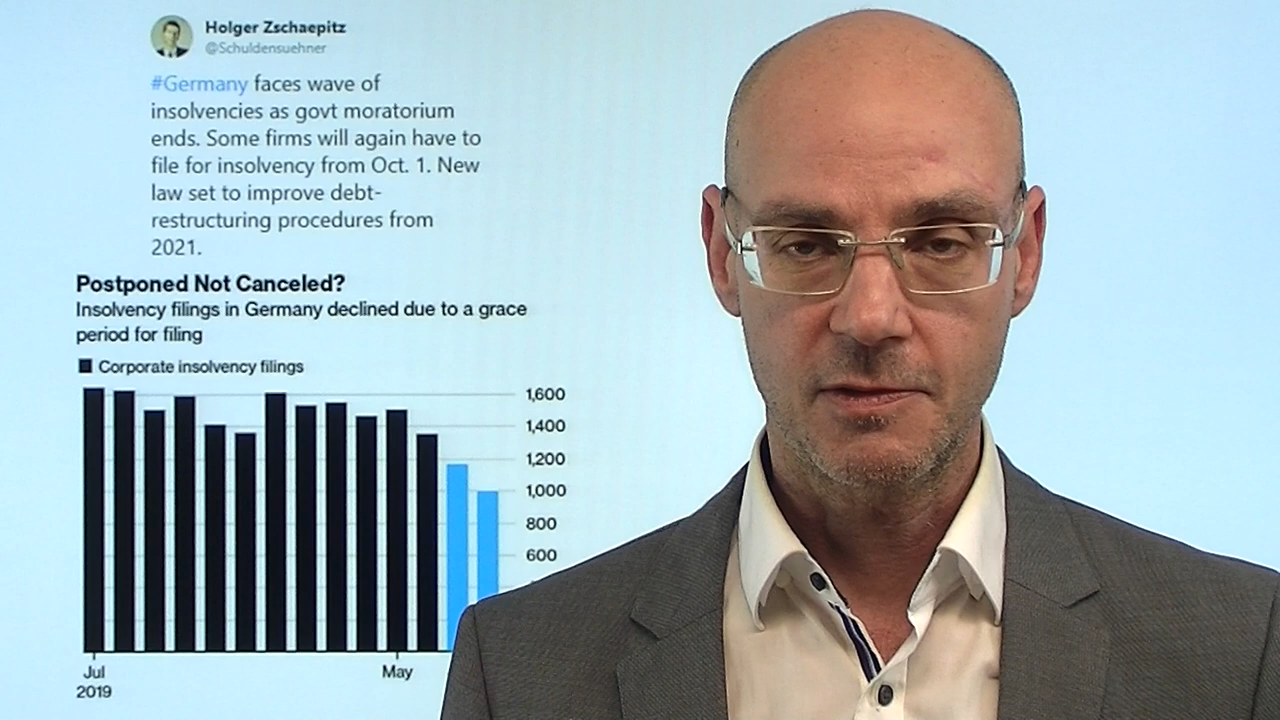 Holger Zschaepitz
@Schuldensuehner
#Germany faces wave of
insolvencies as govt moratorium
ends. Some firms will again have to
file for insolvency from Oct. 1. New
law set to improve debt-
restructuring procedures from
2021.
Postponed Not Canceled?
Insolvency filings in Germany declined due to a grace
period for filing
Corporate insolvency filings
1,600
1,400
1,200
1,000
800
600
Jul
May
2019